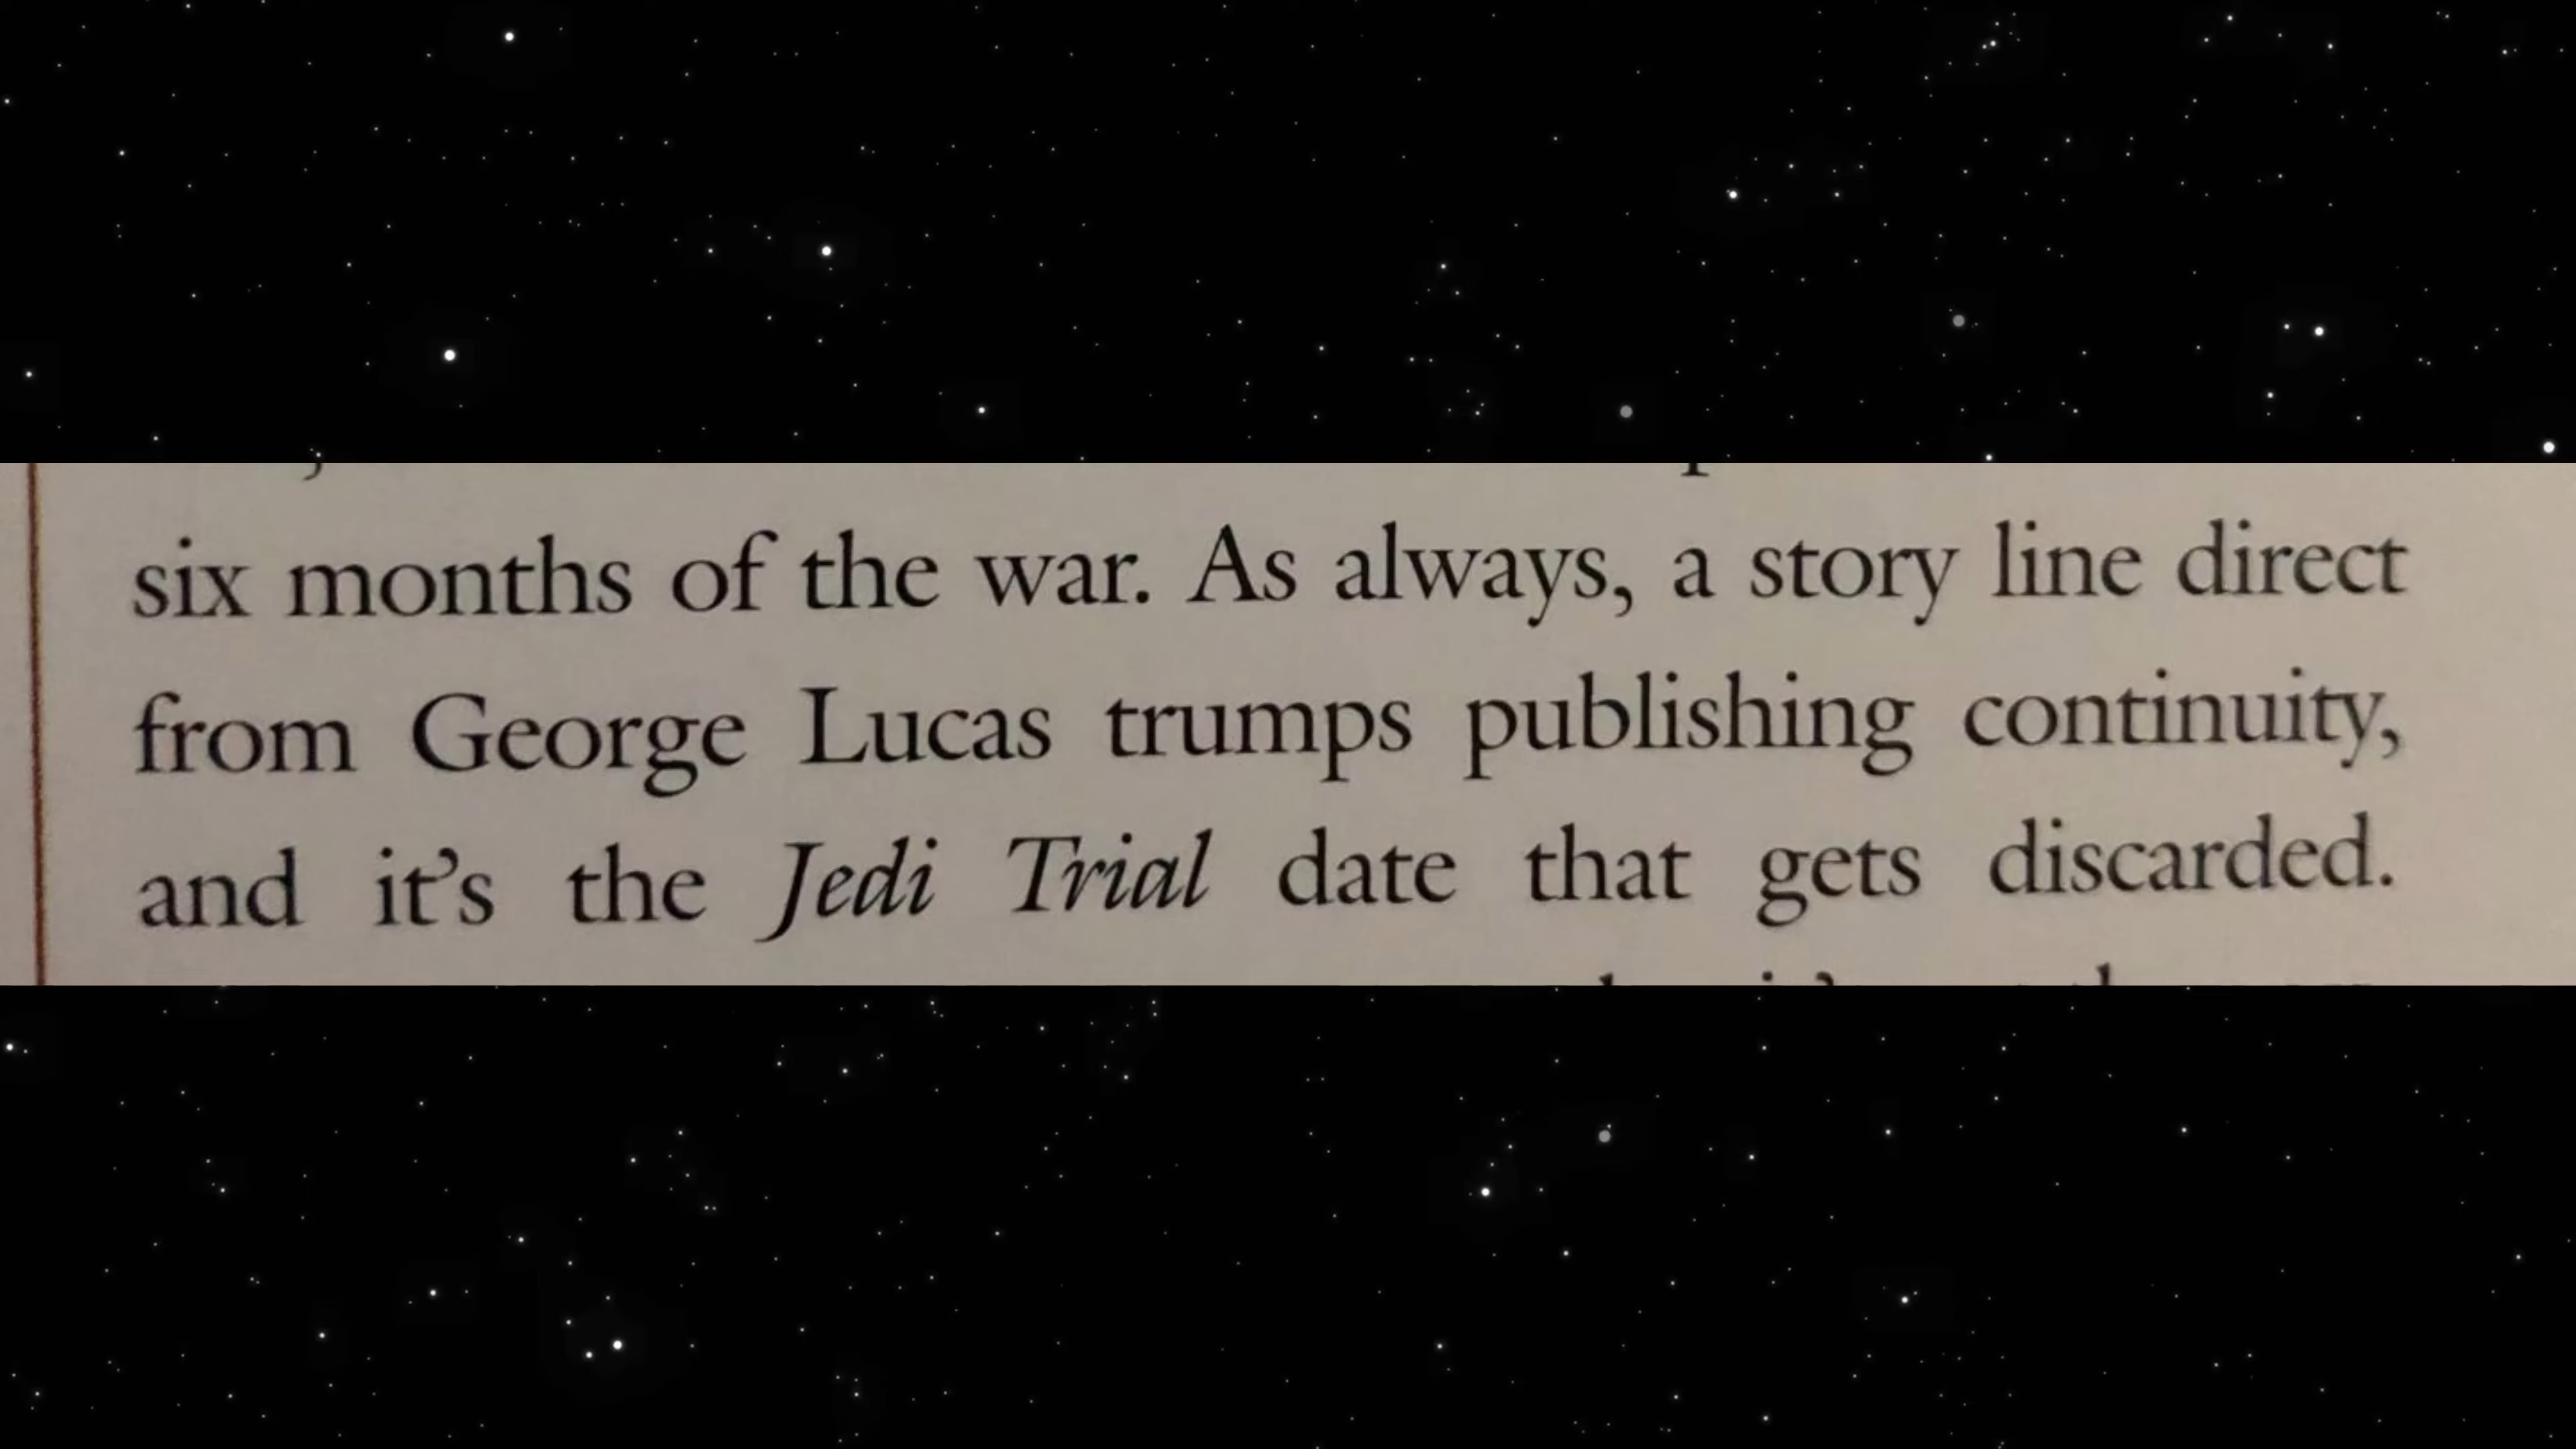 six months of the war. As always, a story line direct
from George Lucas trumps publishing continuity,
and it's the Jedi Trial date that gets discarded.